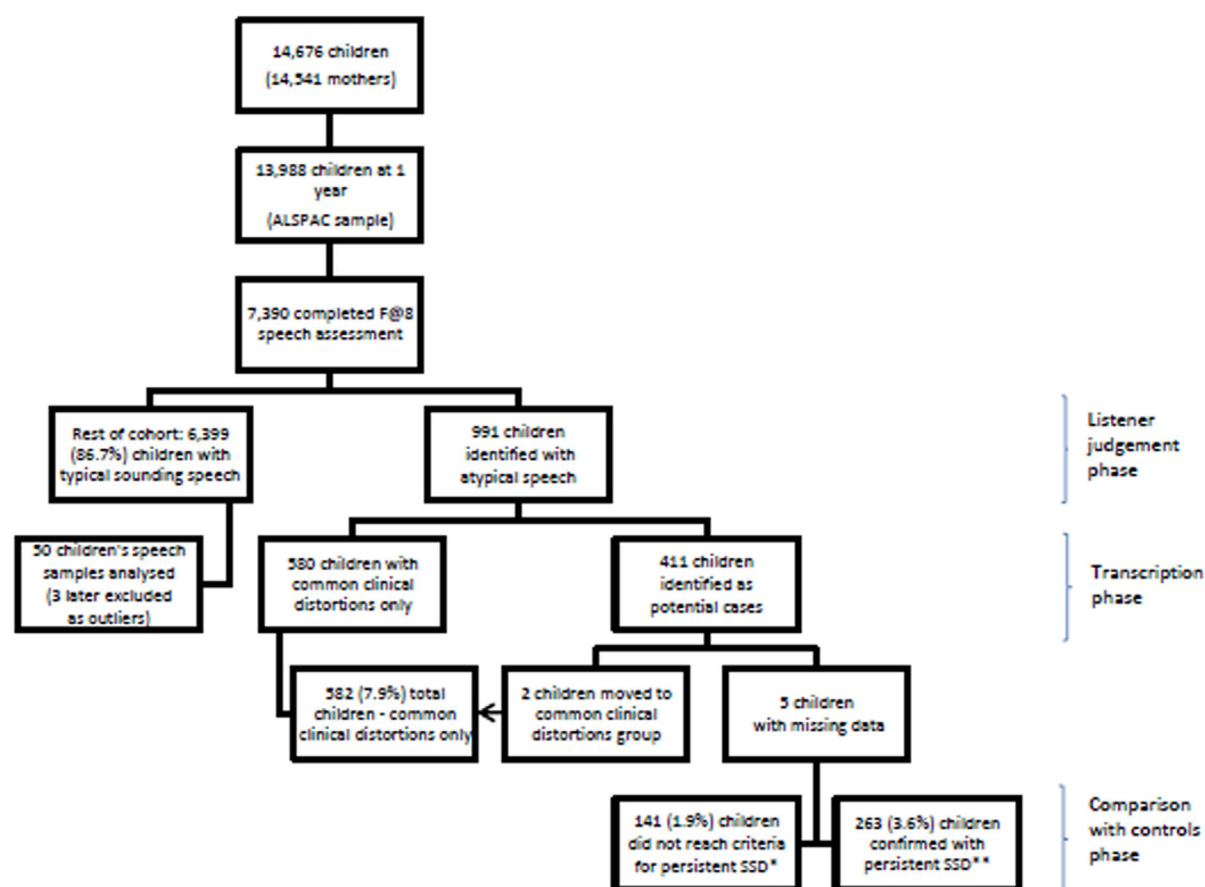 14,676 children
(14,541 mothers)
13,988 children at 1
year
(ALSPAC sample)
7,390 completed F@8
speech assessment
Rest of cohort: 6,399
(86.7%) children with
typical sounding speech
991 children
identified with
atypical speech
Listener
judgement
phase
50 children's speech
samples analysed
(3 later excluded
as outliers)
580 children with
common clinical
distortions only
411 children
identified as
potential cases
Transcription
phase
582 (7.9%) total
children - common
clinical distortions only
2 children moved to
common clinical
distortions group
5 children
with missing data
141 (1.9%) children
did not reach criteria
for persistent SSD*
263 (3.6%) children
confirmed with
persistent SSD**
Comparison
with controls
phase